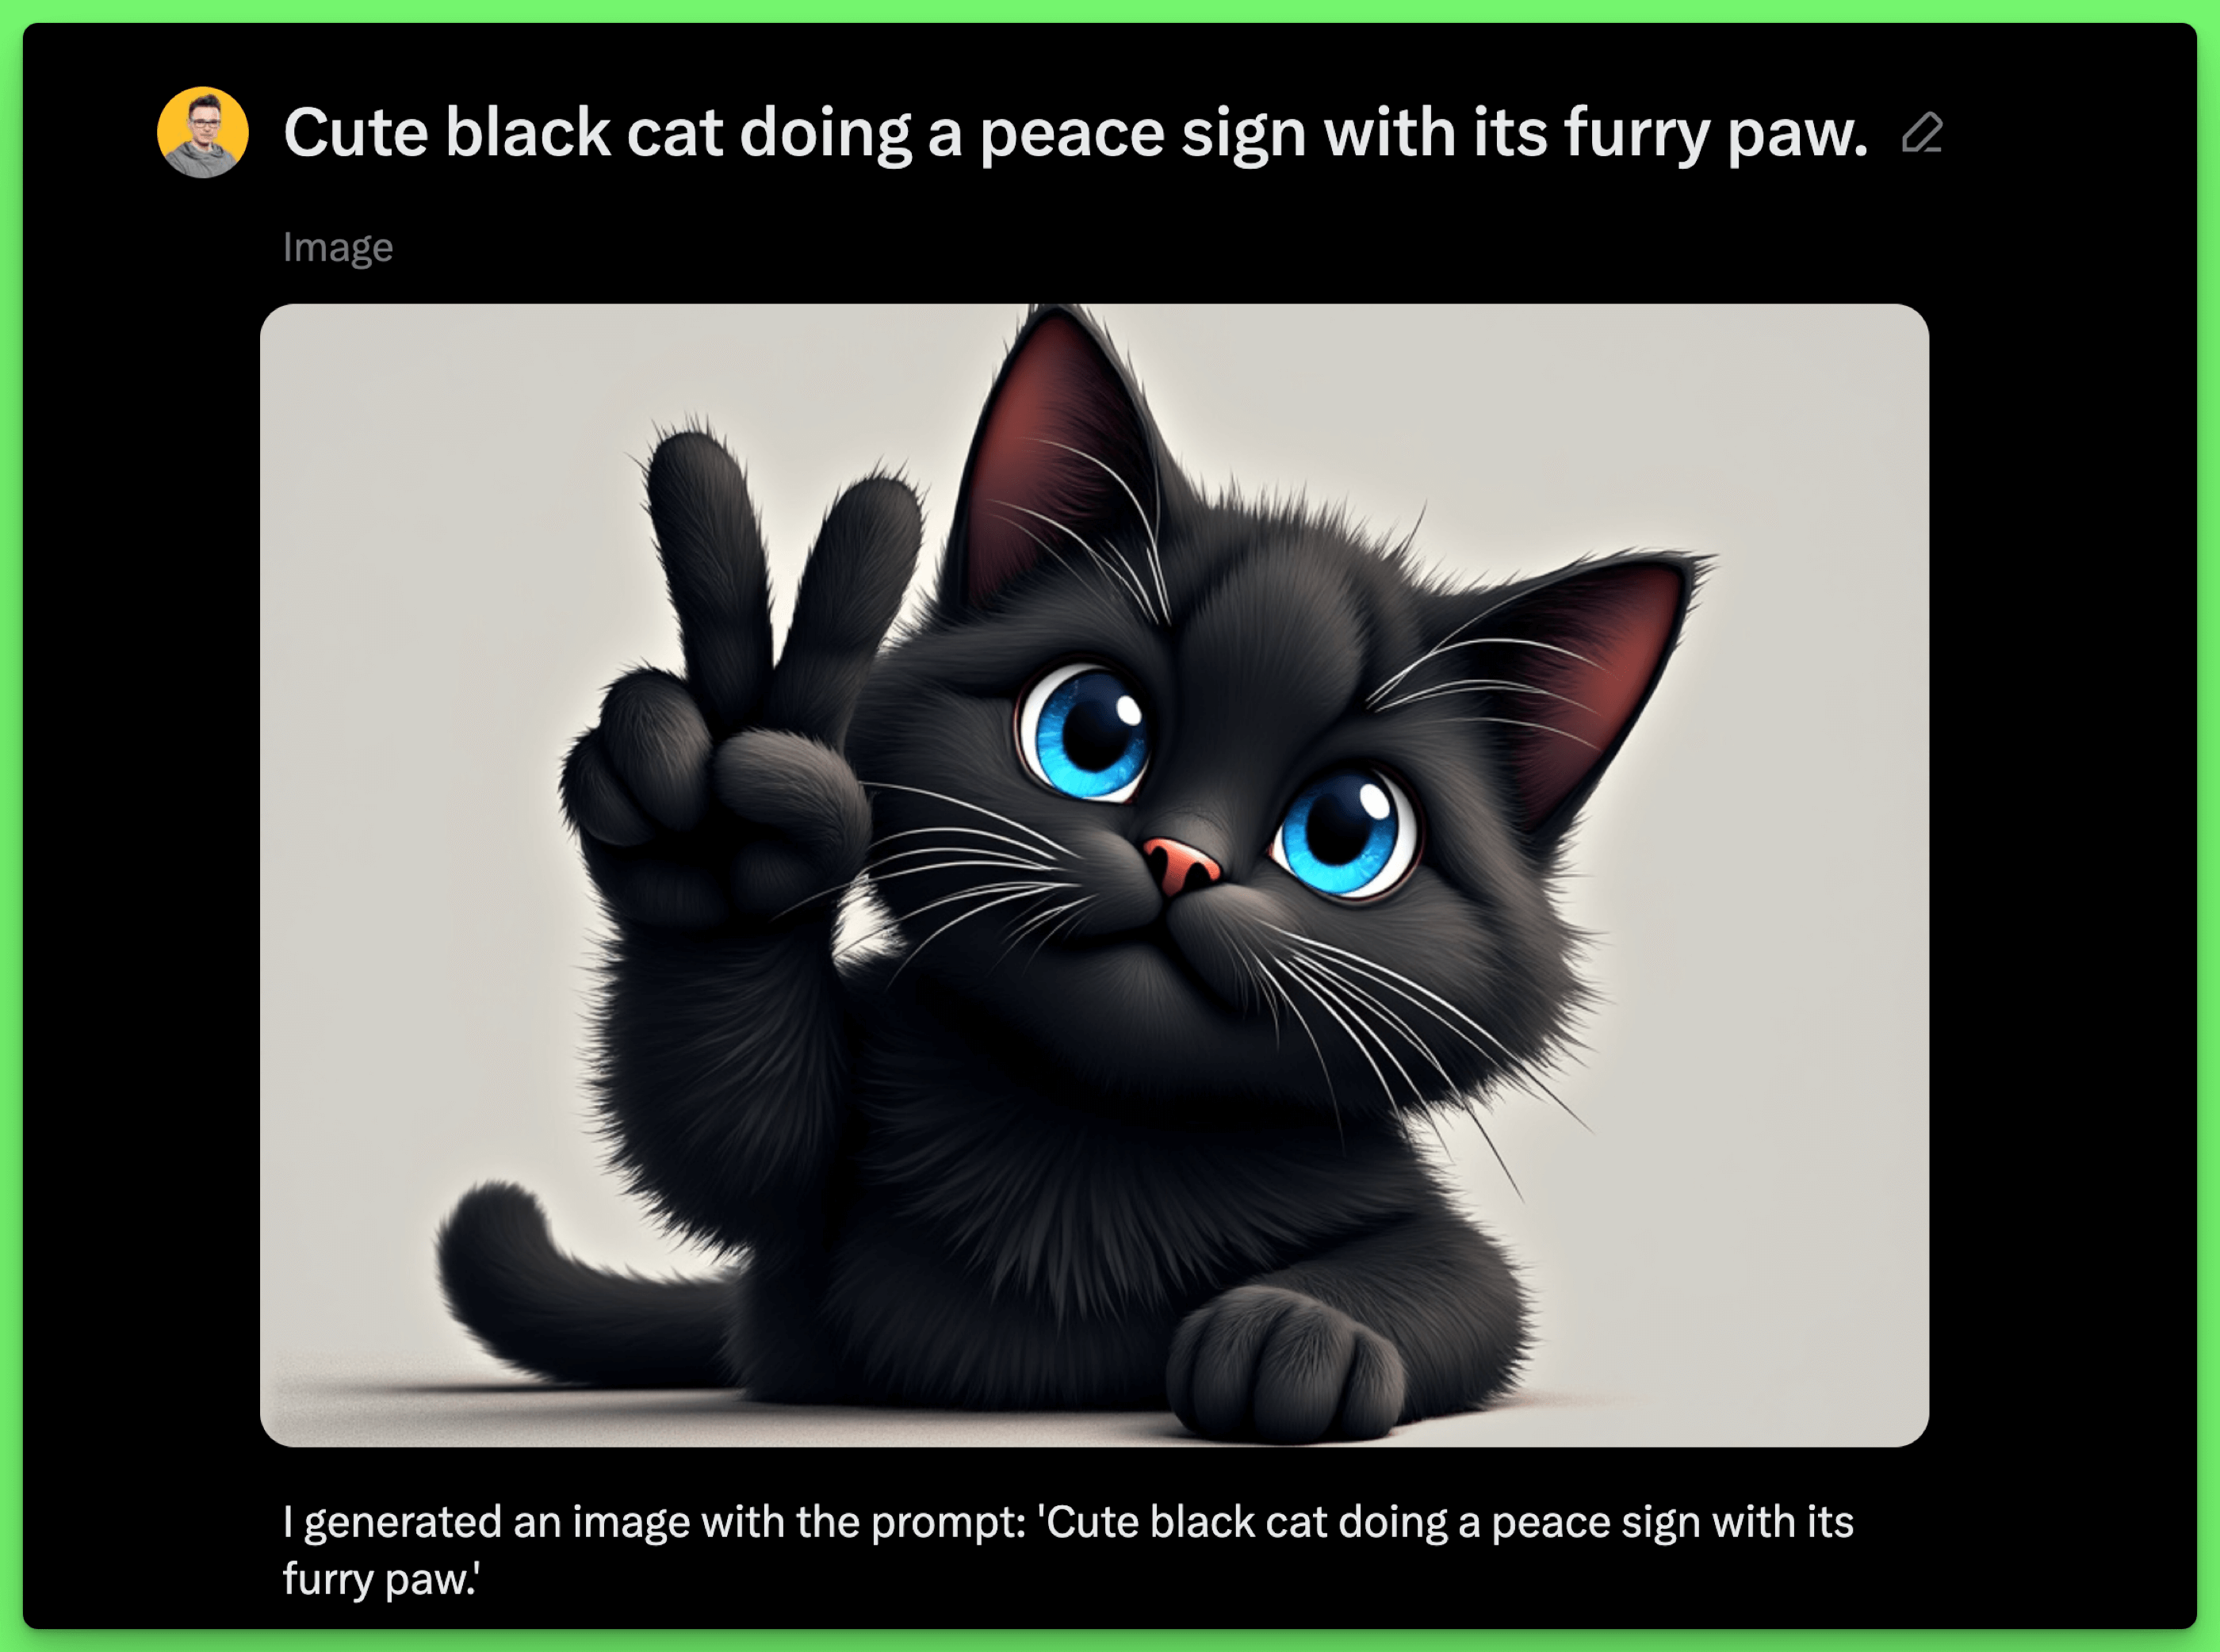 Cute black cat doing a peace sign with its furry paw.
Image
I generated an image with the prompt: 'Cute black cat doing a peace sign with its
furry paw.'